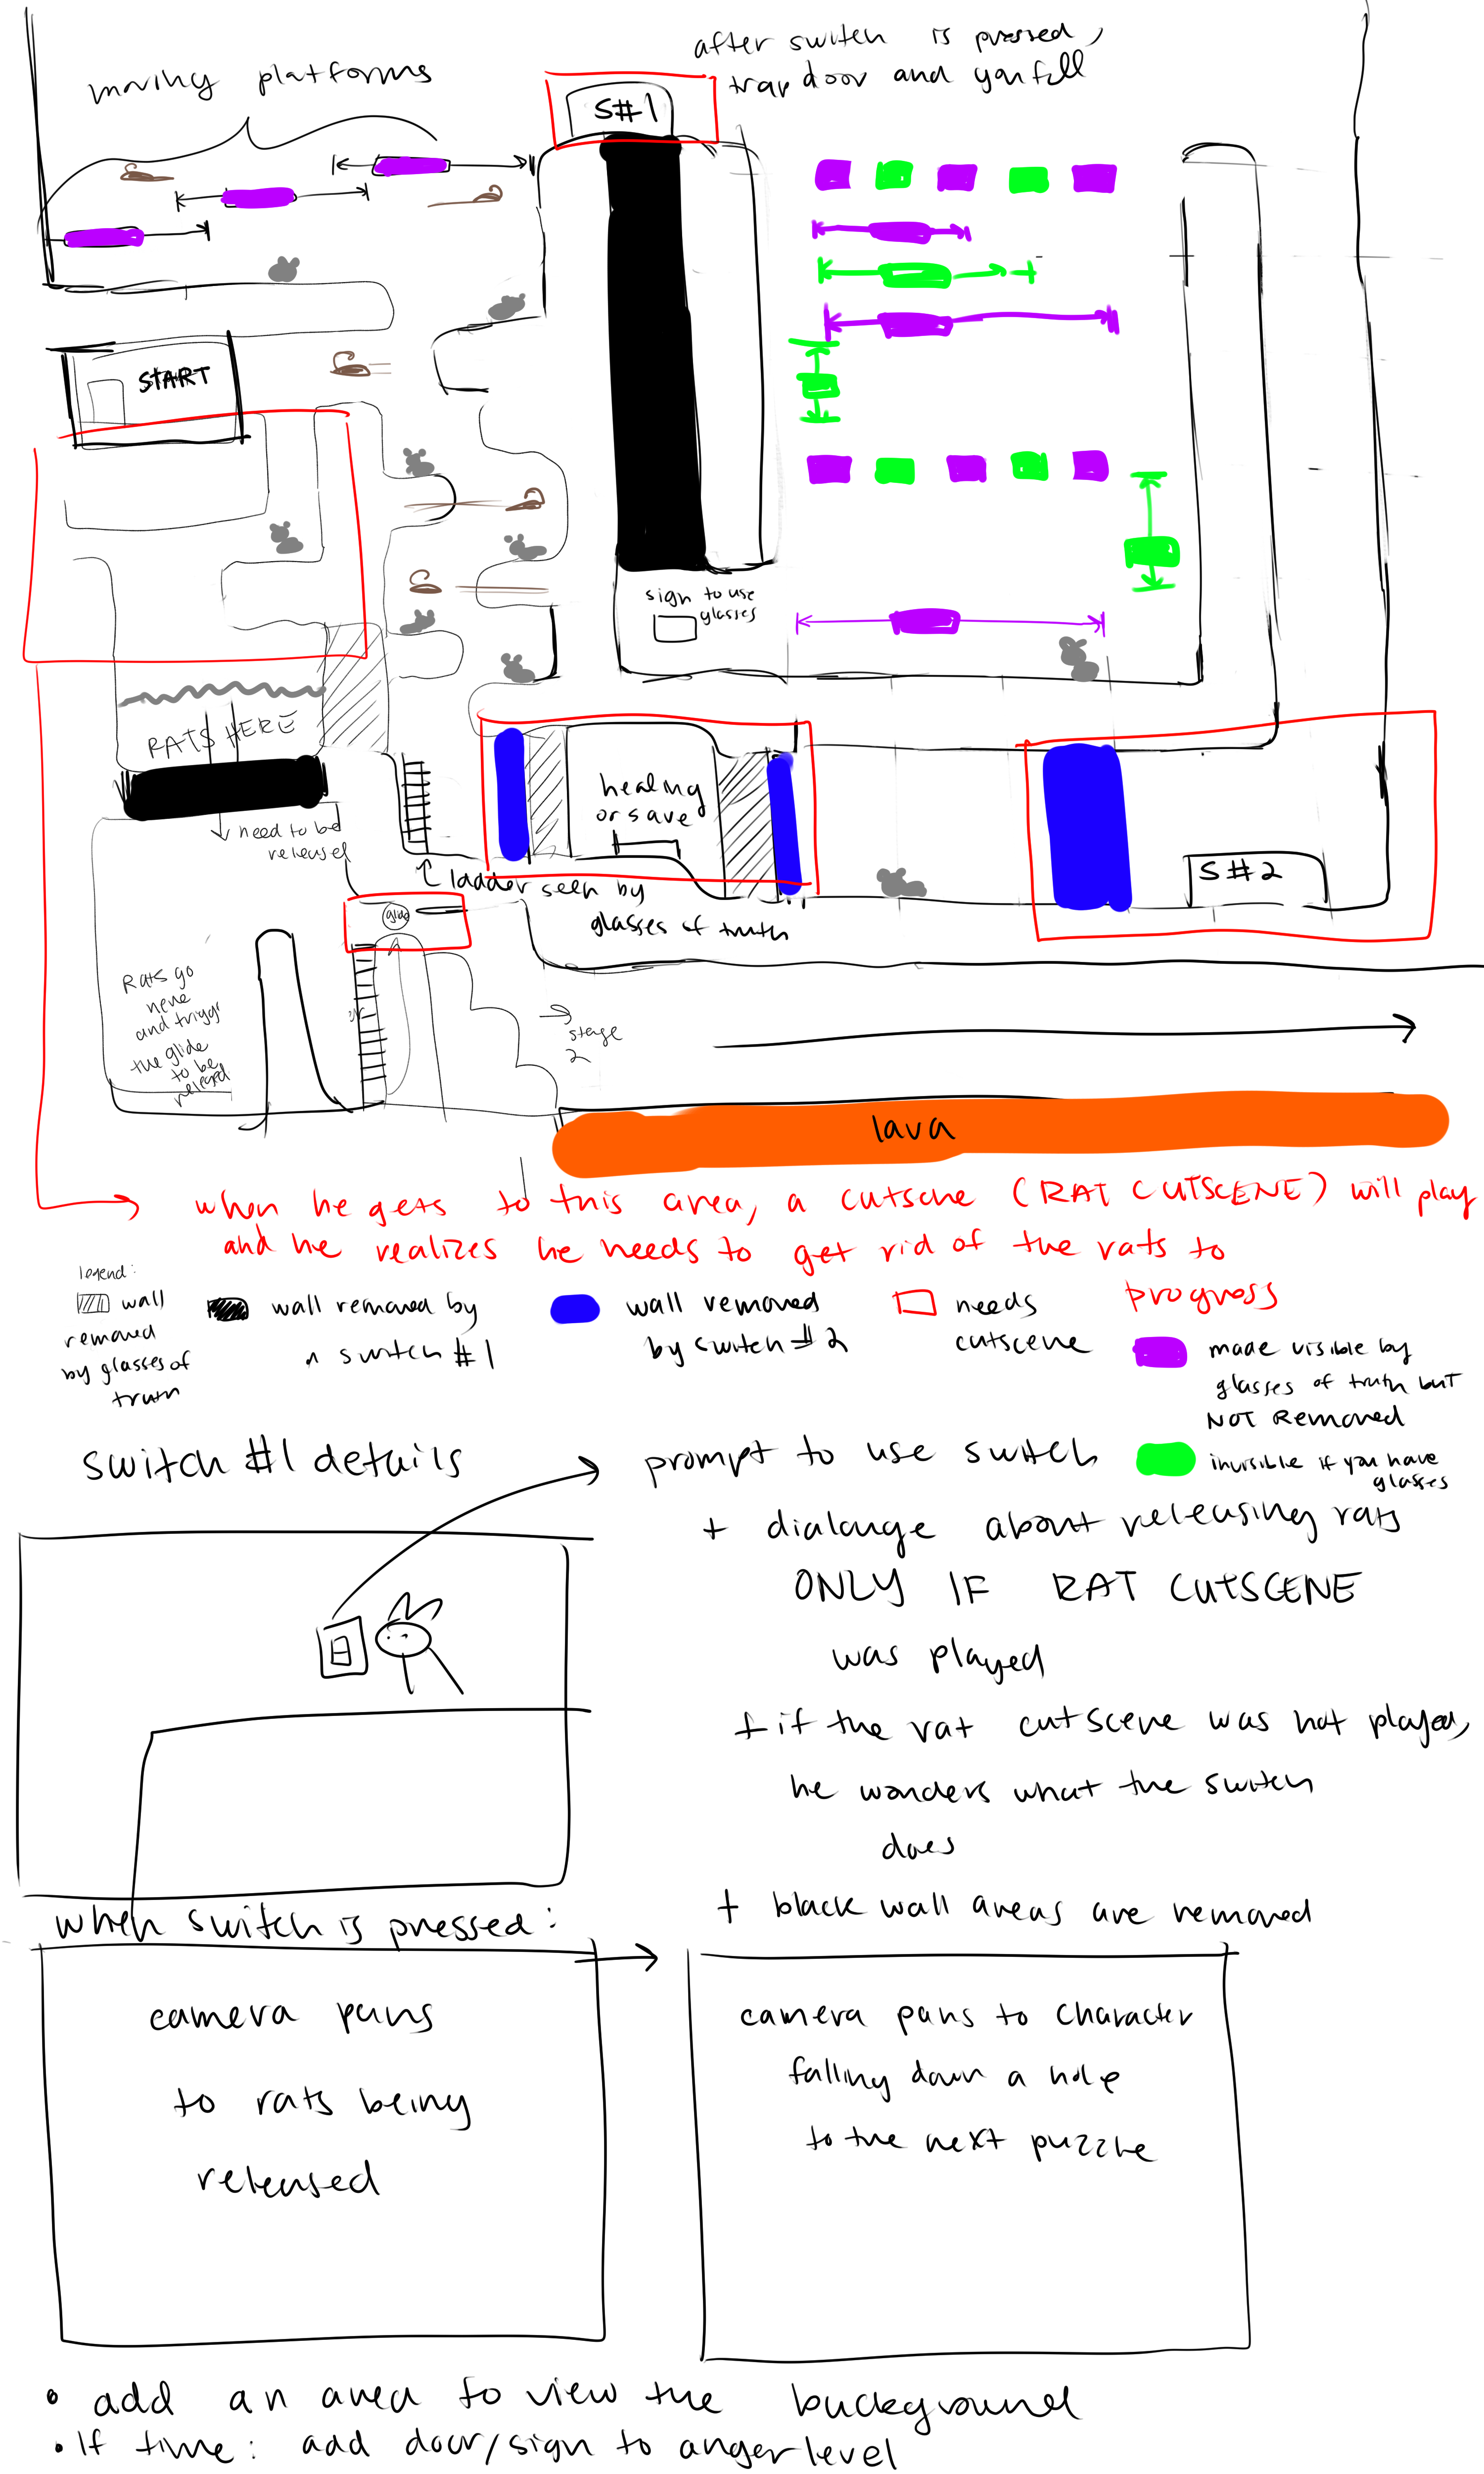 moving platforms
after switch is pressed,
trap door and you fall
S#1
START
sign to use
glasses
RATS HERE
need to be
released
healing
or save
ladder seen by
glasses of truth
S#2
glide
Rats go
here
and trigger
the glide
to be
released
stage
2
lava
when he gets to this area, a cutscene (RAT CUTSCENE) will play
and he realizes he needs to get rid of the rats to
progress
legend:
wall
removed
by glasses of
truth
wall removed by
switch #1
wall removed
by switch #2
needs
cutscene
made visible by
glasses of truth but
NOT Removed
invisible if you have
glasses
switch #1 details
prompt to use switch
+ dialouge about releasing rats
ONLY IF RAT CUTSCENE
was played
+ if the rat cutscene was not played,
he wonders what the switch
does
+ black wall areas are removed
when switch is pressed:
camera pans
to rats being
released
camera pans to character
falling down a hole
to the next puzzle
• add an area to view the background
• If time: add door/sign to anger level